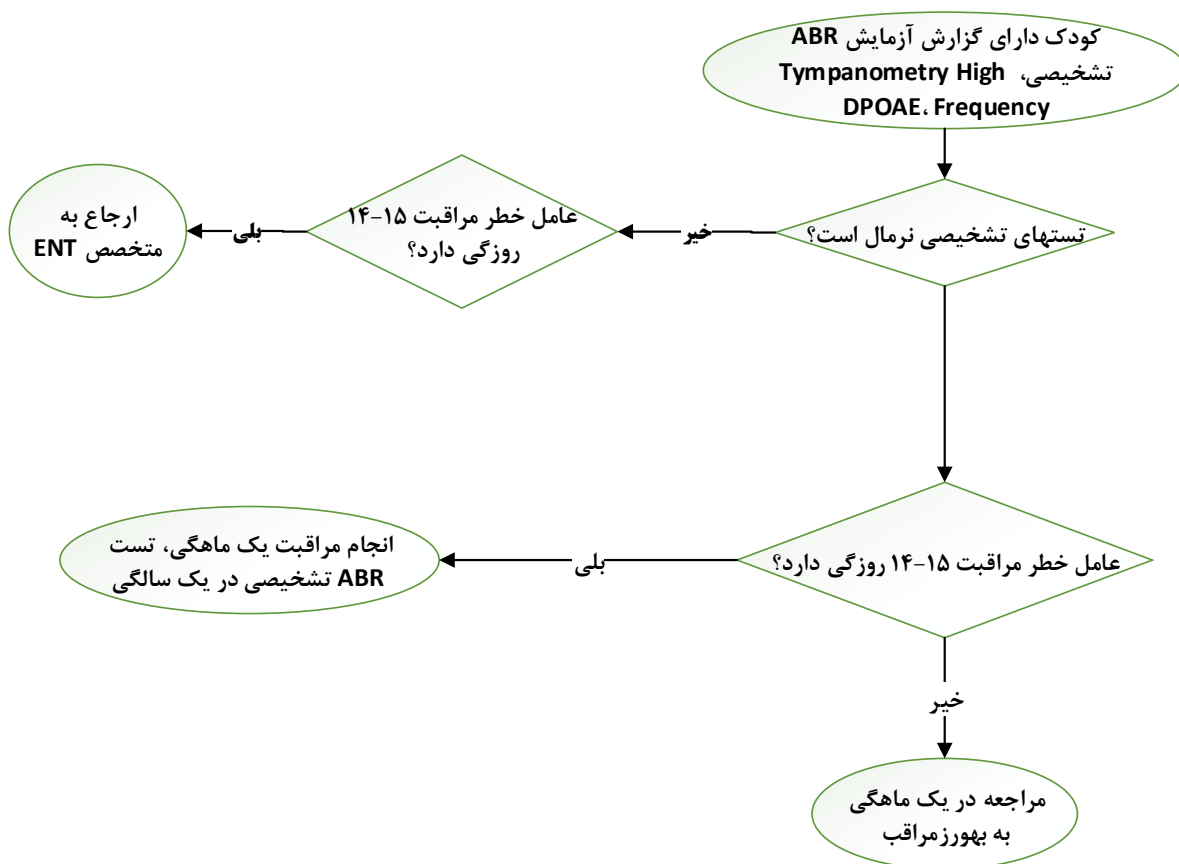 کودک دارای گزارش آزمایش ABR
تشخیصی، Tympanometry High
DPOAE، Frequency
تستهای تشخیصی نرمال است؟
خیر
عامل خطر مراقبت ۱۵-۱۴
روزگی دارد؟
بلی
ارجاع به
متخصص ENT
عامل خطر مراقبت ۱۵-۱۴ روزگی دارد؟
بلی
انجام مراقبت یک ماهگی، تست
ABR تشخیصی در یک سالگی
خیر
مراجعه در یک ماهگی
به بهورزمراقب